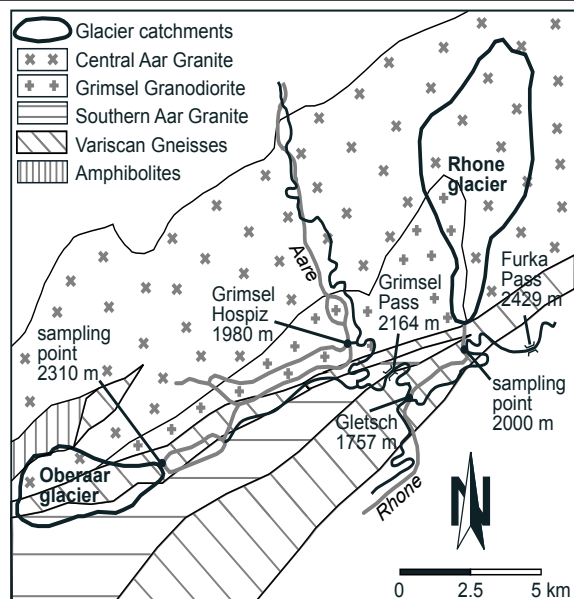 Glacier catchments
Central Aar Granite
Grimsel Granodiorite
Southern Aar Granite
Variscan Gneisses
Amphibolites
Rhone
glacier
Aare
Furka
Pass
2429 m
Grimsel
Pass
2164 m
Grimsel
Hospiz
1980 m
sampling
point
2310 m
sampling
point
2000 m
Gletsch
1757 m
Oberaar
glacier
Rhone
N
0 2.5 5 km